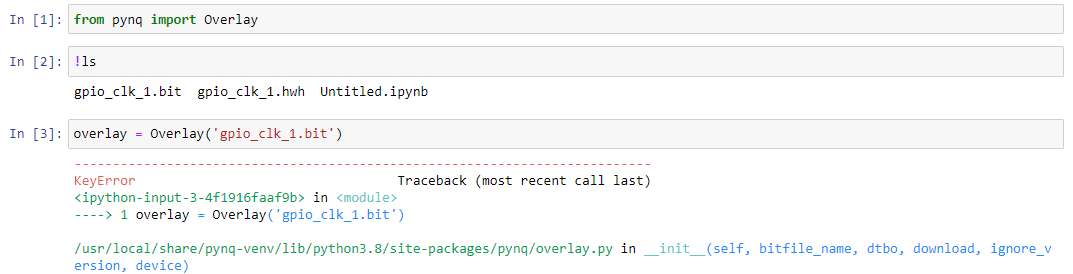 In [1]: from pynq import Overlay
In [2]: !ls
gpio_clk_1.bit  gpio_clk_1.hwh  Untitled.ipynb
In [3]: overlay = Overlay('gpio_clk_1.bit')
---------------------------------------------------------------------------
KeyError                                  Traceback (most recent call last)
<ipython-input-3-4f1916faaf9b> in <module>
----> 1 overlay = Overlay('gpio_clk_1.bit')
/usr/local/share/pynq-venv/lib/python3.8/site-packages/pynq/overlay.py in __init__(self, bitfile_name, dtbo, download, ignore_v
ersion, device)